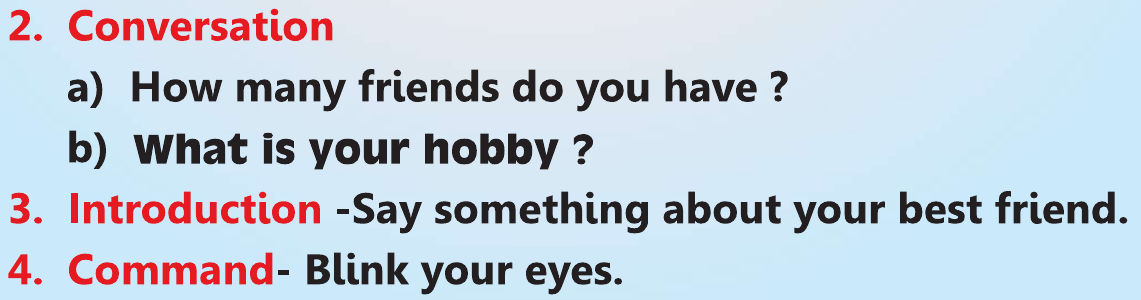 2. Conversation
a) How many friends do you have ?
b) What is your hobby ?
3. Introduction -Say something about your best friend.
4. Command- Blink your eyes.